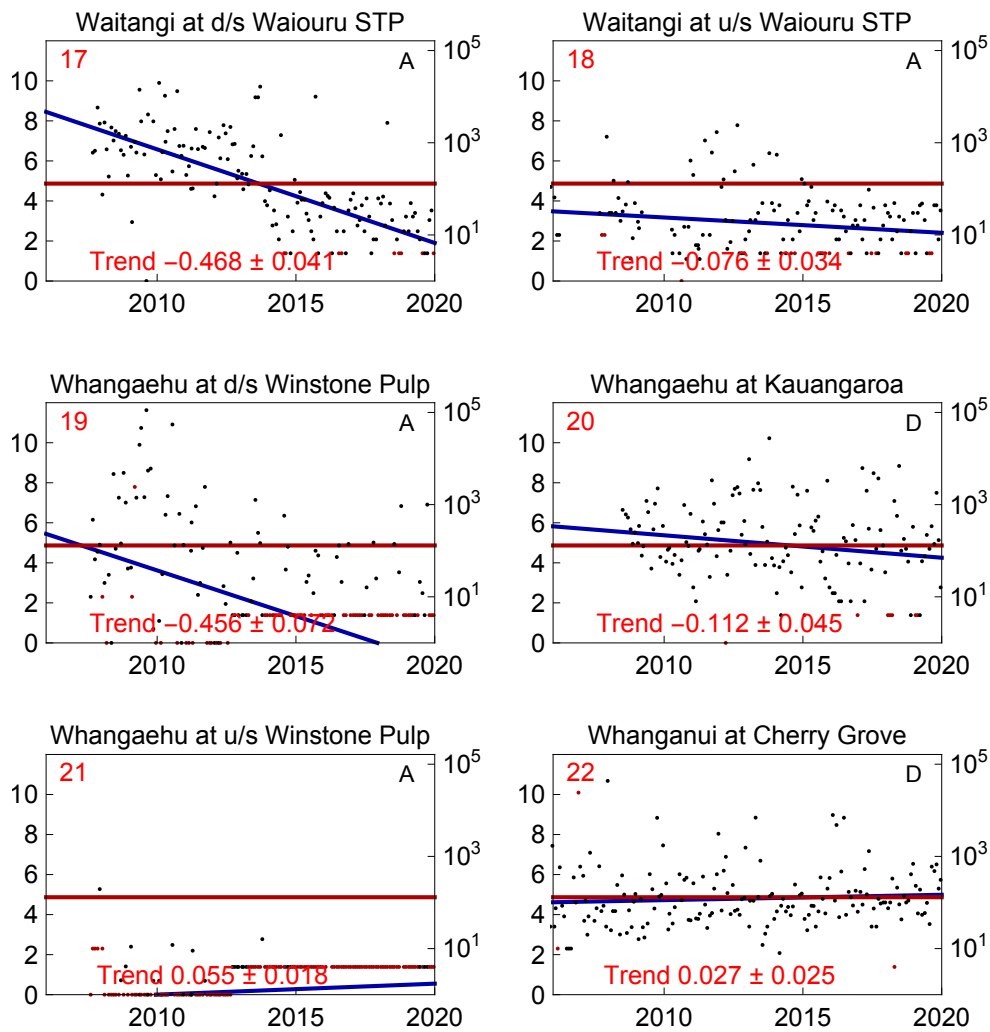 Waitangi at d/s Waiouru STP
17
A
10
8
6
4
2
0
10^5
10^3
10^1
Trend −0.468 ± 0.041
2010 2015 2020
Waitangi at u/s Waiouru STP
18
A
10
8
6
4
2
0
10^5
10^3
10^1
Trend −0.076 ± 0.034
2010 2015 2020
Whangaehu at d/s Winstone Pulp
19
A
10
8
6
4
2
0
10^5
10^3
10^1
Trend −0.456 ± 0.072
2010 2015 2020
Whangaehu at Kauangaroa
20
D
10
8
6
4
2
0
10^5
10^3
10^1
Trend −0.112 ± 0.045
2010 2015 2020
Whangaehu at u/s Winstone Pulp
21
A
10
8
6
4
2
0
10^5
10^3
10^1
Trend 0.055 ± 0.018
2010 2015 2020
Whanganui at Cherry Grove
22
D
10
8
6
4
2
0
10^5
10^3
10^1
Trend 0.027 ± 0.025
2010 2015 2020